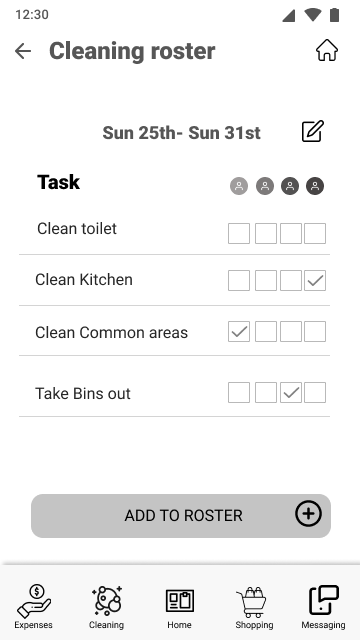 12:30
Cleaning roster
Sun 25th- Sun 31st
Task
Clean toilet
Clean Kitchen
Clean Common areas
Take Bins out
ADD TO ROSTER
Expenses Cleaning Home Shopping Messaging